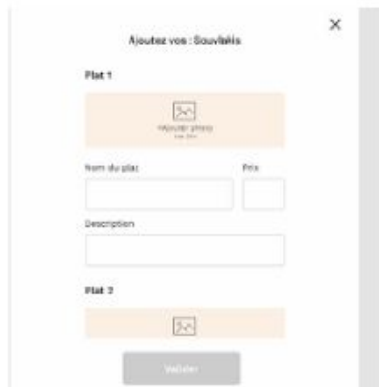 Ajoutez vos : Souvlakis
Plat 1
Ajouter photo
Nom du plat
Prix
Description
Plat 2
Valider